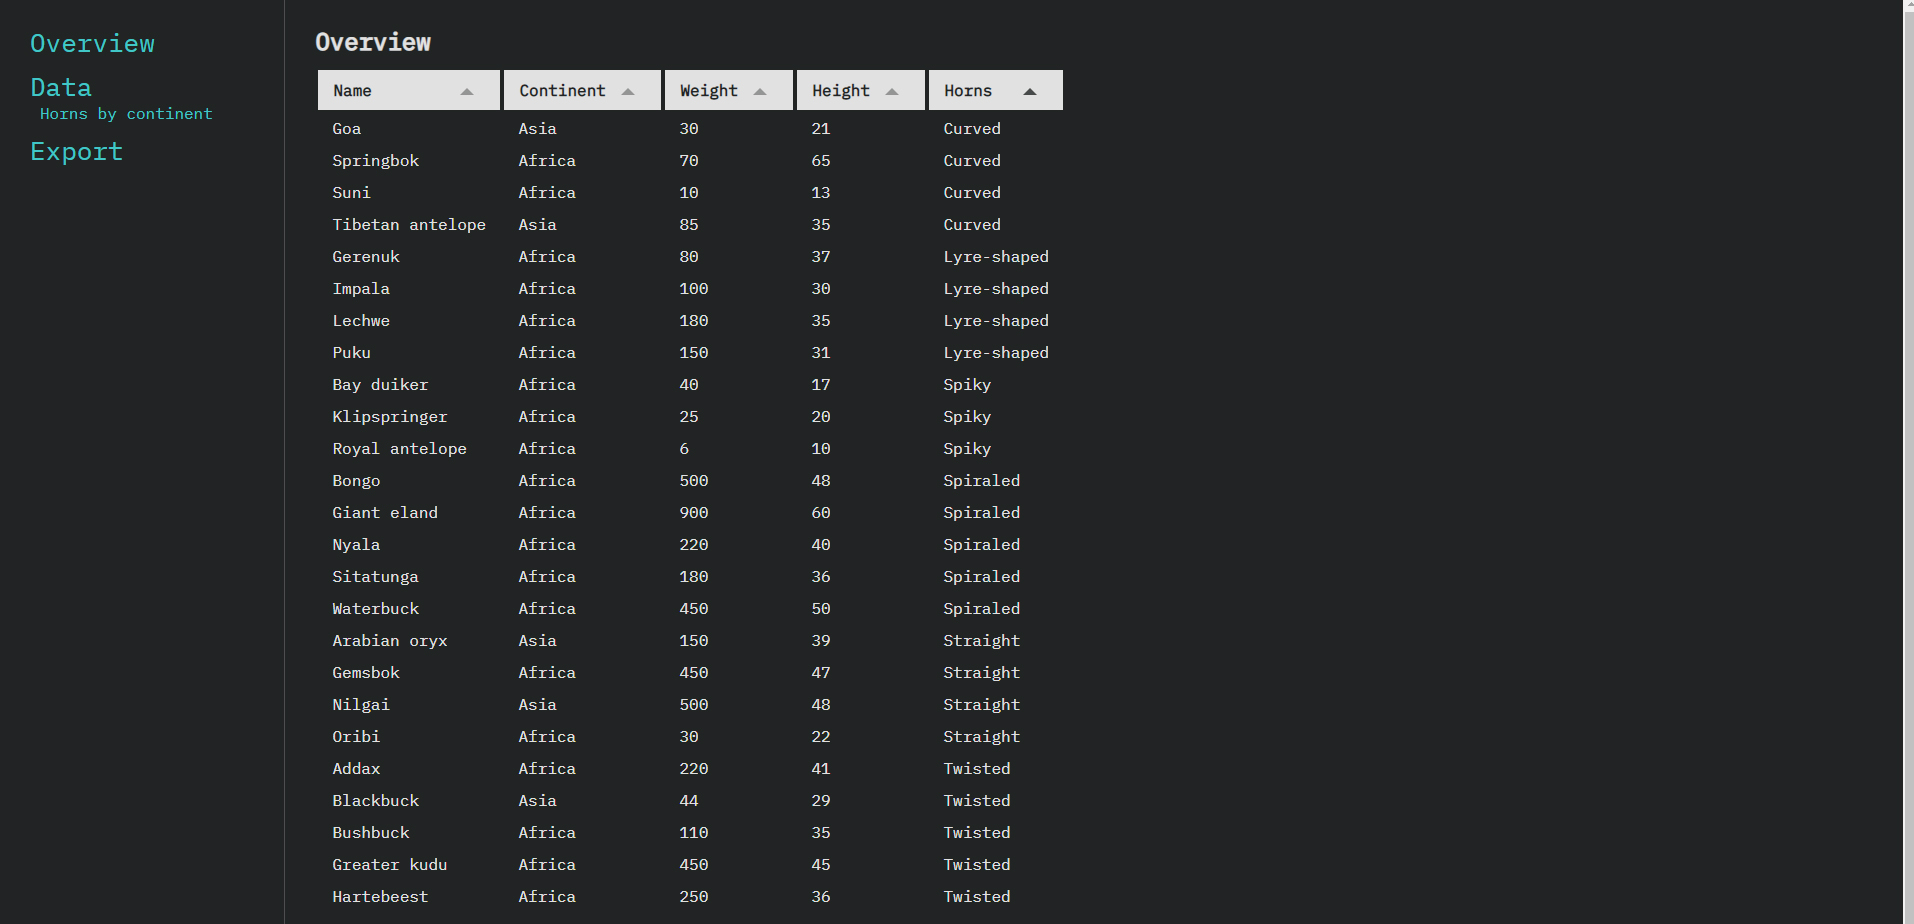 Overview
Data
Horns by continent
Export
Overview
Name Continent Weight Height Horns
Goa Asia 30 21 Curved
Springbok Africa 70 65 Curved
Suni Africa 10 13 Curved
Tibetan antelope Asia 85 35 Curved
Gerenuk Africa 80 37 Lyre-shaped
Impala Africa 100 30 Lyre-shaped
Lechwe Africa 180 35 Lyre-shaped
Puku Africa 150 31 Lyre-shaped
Bay duiker Africa 40 17 Spiky
Klipspringer Africa 25 20 Spiky
Royal antelope Africa 6 10 Spiky
Bongo Africa 500 48 Spiraled
Giant eland Africa 900 60 Spiraled
Nyala Africa 220 40 Spiraled
Sitatunga Africa 180 36 Spiraled
Waterbuck Africa 450 50 Spiraled
Arabian oryx Asia 150 39 Straight
Gemsbok Africa 450 47 Straight
Nilgai Asia 500 48 Straight
Oribi Africa 30 22 Straight
Addax Africa 220 41 Twisted
Blackbuck Asia 44 29 Twisted
Bushbuck Africa 110 35 Twisted
Greater kudu Africa 450 45 Twisted
Hartebeest Africa 250 36 Twisted